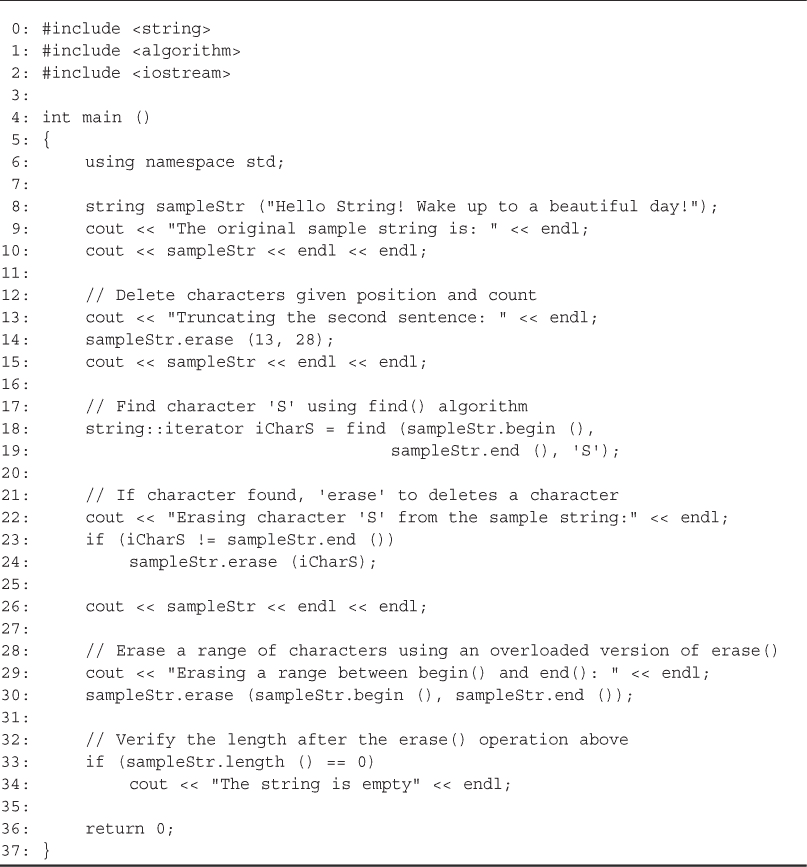 0: #include <string>
1: #include <algorithm>
2: #include <iostream>
3:
4: int main ()
5: {
6:     using namespace std;
7:
8:     string sampleStr ("Hello String! Wake up to a beautiful day!");
9:     cout << "The original sample string is: " << endl;
10:     cout << sampleStr << endl << endl;
11:
12:     // Delete characters given position and count
13:     cout << "Truncating the second sentence: " << endl;
14:     sampleStr.erase (13, 28);
15:     cout << sampleStr << endl << endl;
16:
17:     // Find character 'S' using find() algorithm
18:     string::iterator iCharS = find (sampleStr.begin (),
19:                                 sampleStr.end (), 'S');
20:
21:     // If character found, 'erase' to deletes a character
22:     cout << "Erasing character 'S' from the sample string:" << endl;
23:     if (iCharS != sampleStr.end ())
24:         sampleStr.erase (iCharS);
25:
26:     cout << sampleStr << endl << endl;
27:
28:     // Erase a range of characters using an overloaded version of erase()
29:     cout << "Erasing a range between begin() and end(): " << endl;
30:     sampleStr.erase (sampleStr.begin (), sampleStr.end ());
31:
32:     // Verify the length after the erase() operation above
33:     if (sampleStr.length () == 0)
34:         cout << "The string is empty" << endl;
35:
36:     return 0;
37: }